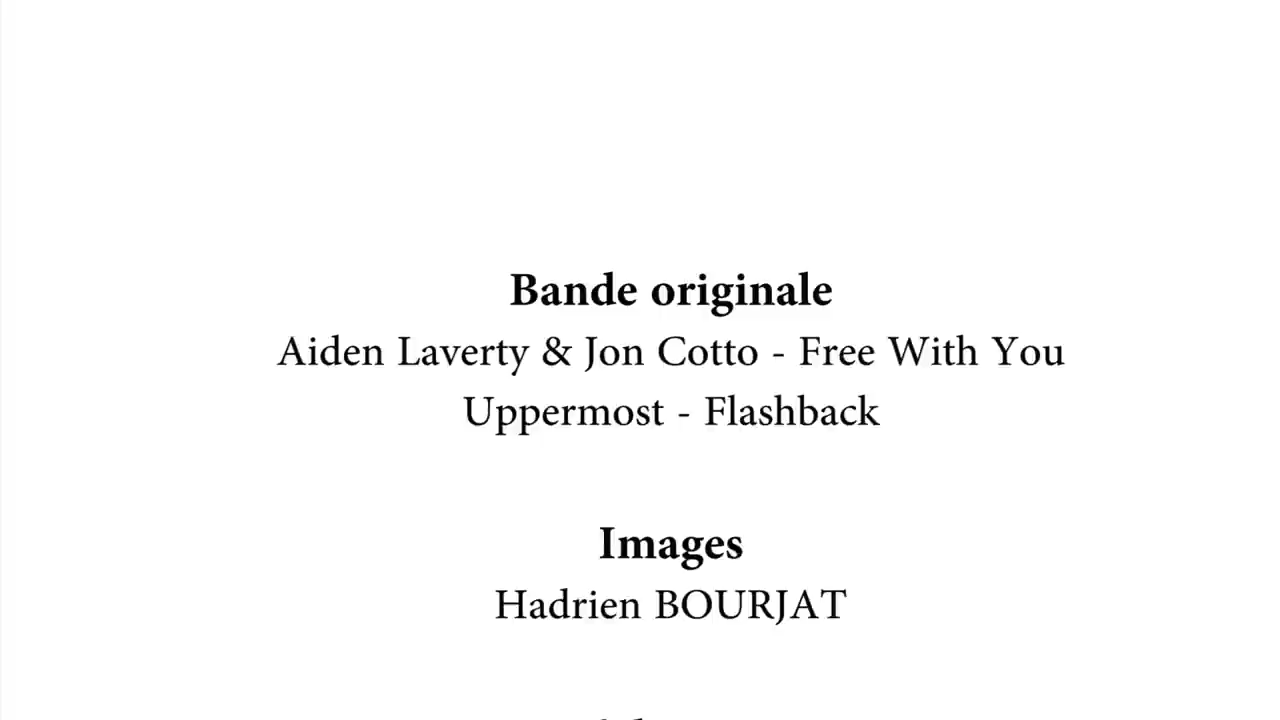 Bande originale
Aiden Laverty & Jon Cotto - Free With You
Uppermost - Flashback
Images
Hadrien BOURJAT